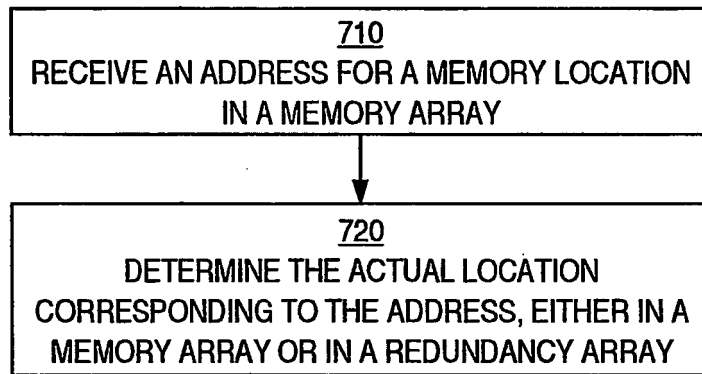 710
RECEIVE AN ADDRESS FOR A MEMORY LOCATION
IN A MEMORY ARRAY
720
DETERMINE THE ACTUAL LOCATION
CORRESPONDING TO THE ADDRESS, EITHER IN A
MEMORY ARRAY OR IN A REDUNDANCY ARRAY